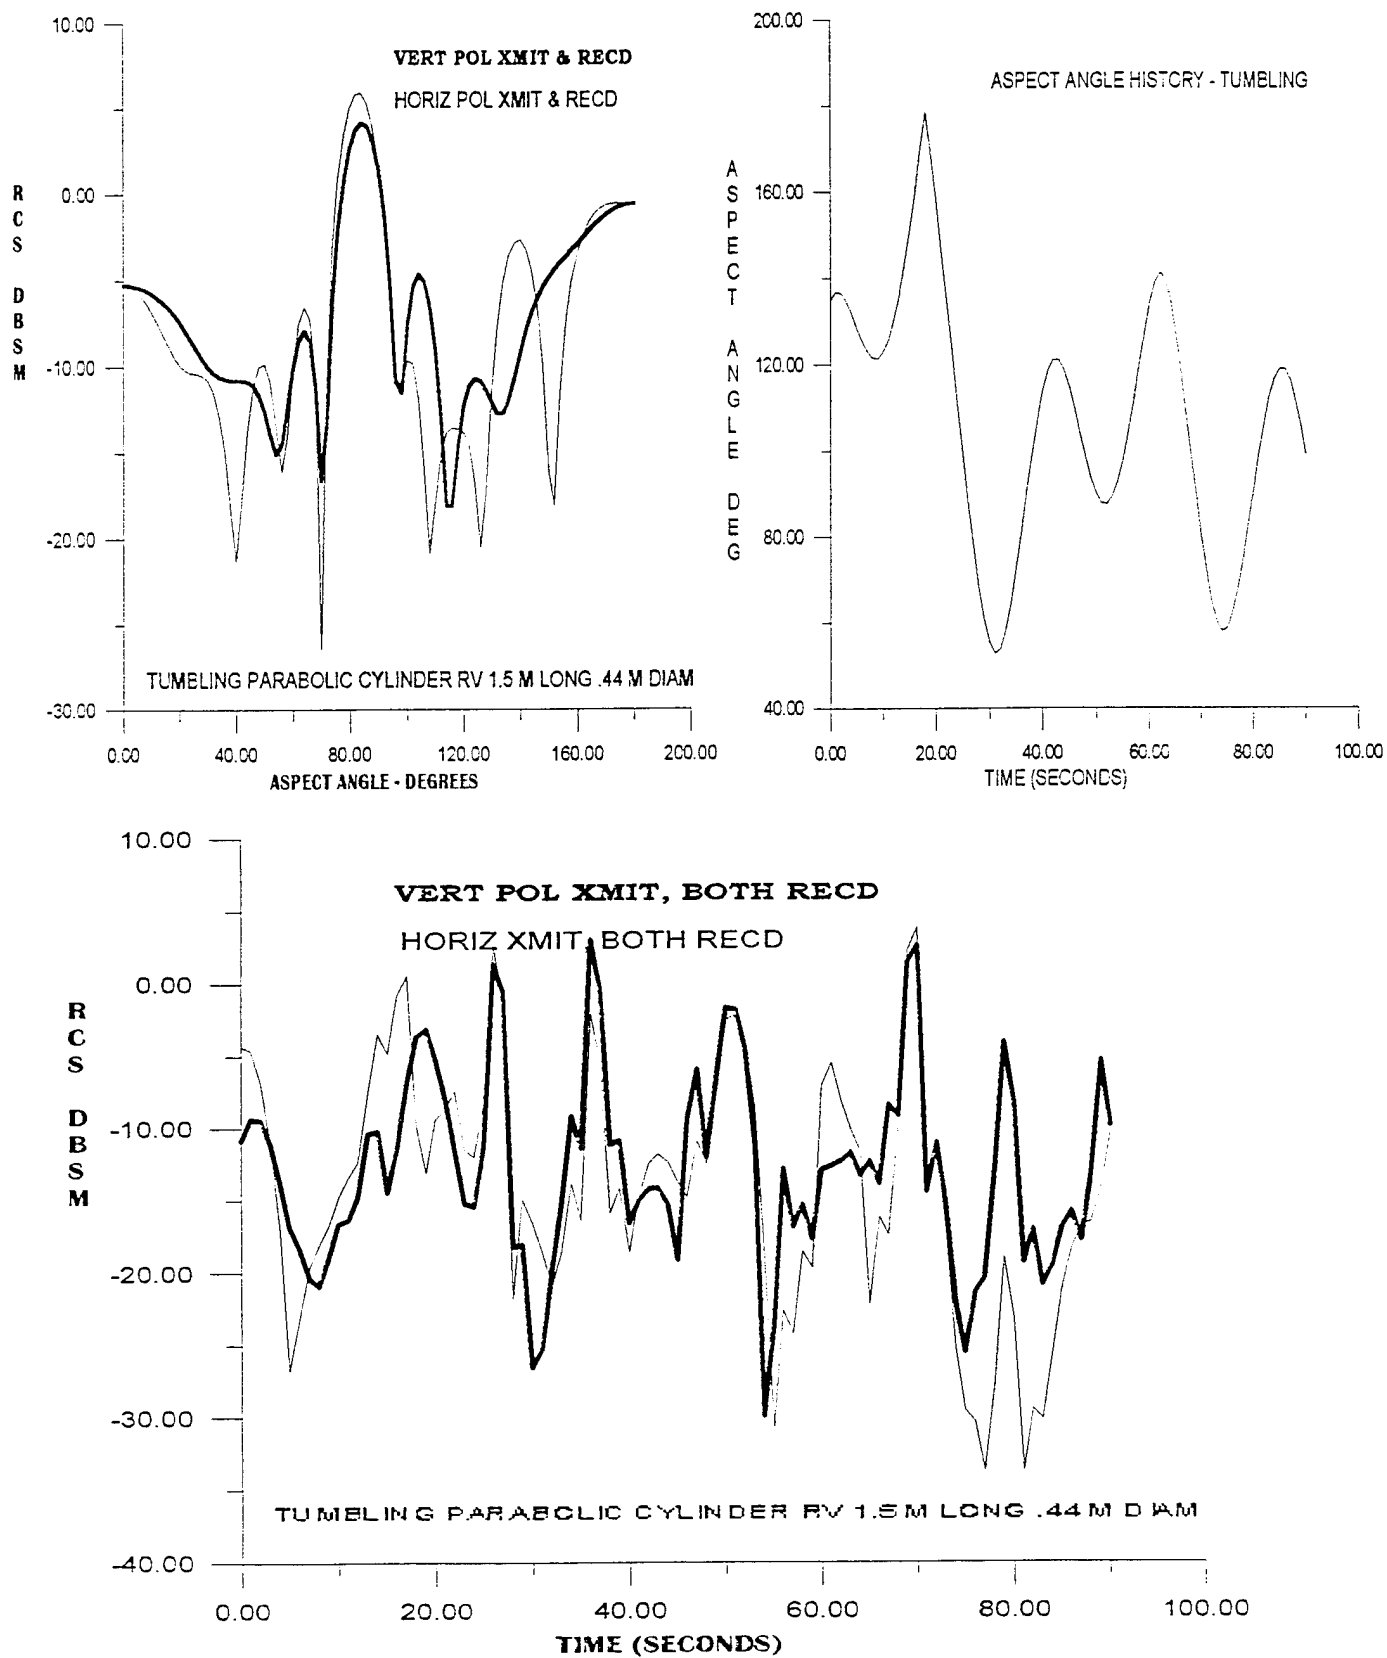 10.00
VERT POL XMIT & RECD
HORIZ POL XMIT & RECD
0.00
RCS DBSM
-10.00
-20.00
TUMBLING PARABOLIC CYLINDER RV 1.5 M LONG .44 M DIAM
-30.00
0.00 40.00 80.00 120.00 160.00 200.00
ASPECT ANGLE - DEGREES
200.00
ASPECT ANGLE HISTORY - TUMBLING
160.00
ASPECT ANGLE DEG
120.00
80.00
40.00
0.00 20.00 40.00 60.00 80.00 100.00
TIME (SECONDS)
10.00
VERT POL XMIT, BOTH RECD
HORIZ XMIT, BOTH RECD
0.00
RCS DBSM
-10.00
-20.00
-30.00
TUMBLING PARABOLIC CYLINDER RV 1.5 M LONG .44 M DIAM
-40.00
0.00 20.00 40.00 60.00 80.00 100.00
TIME (SECONDS)